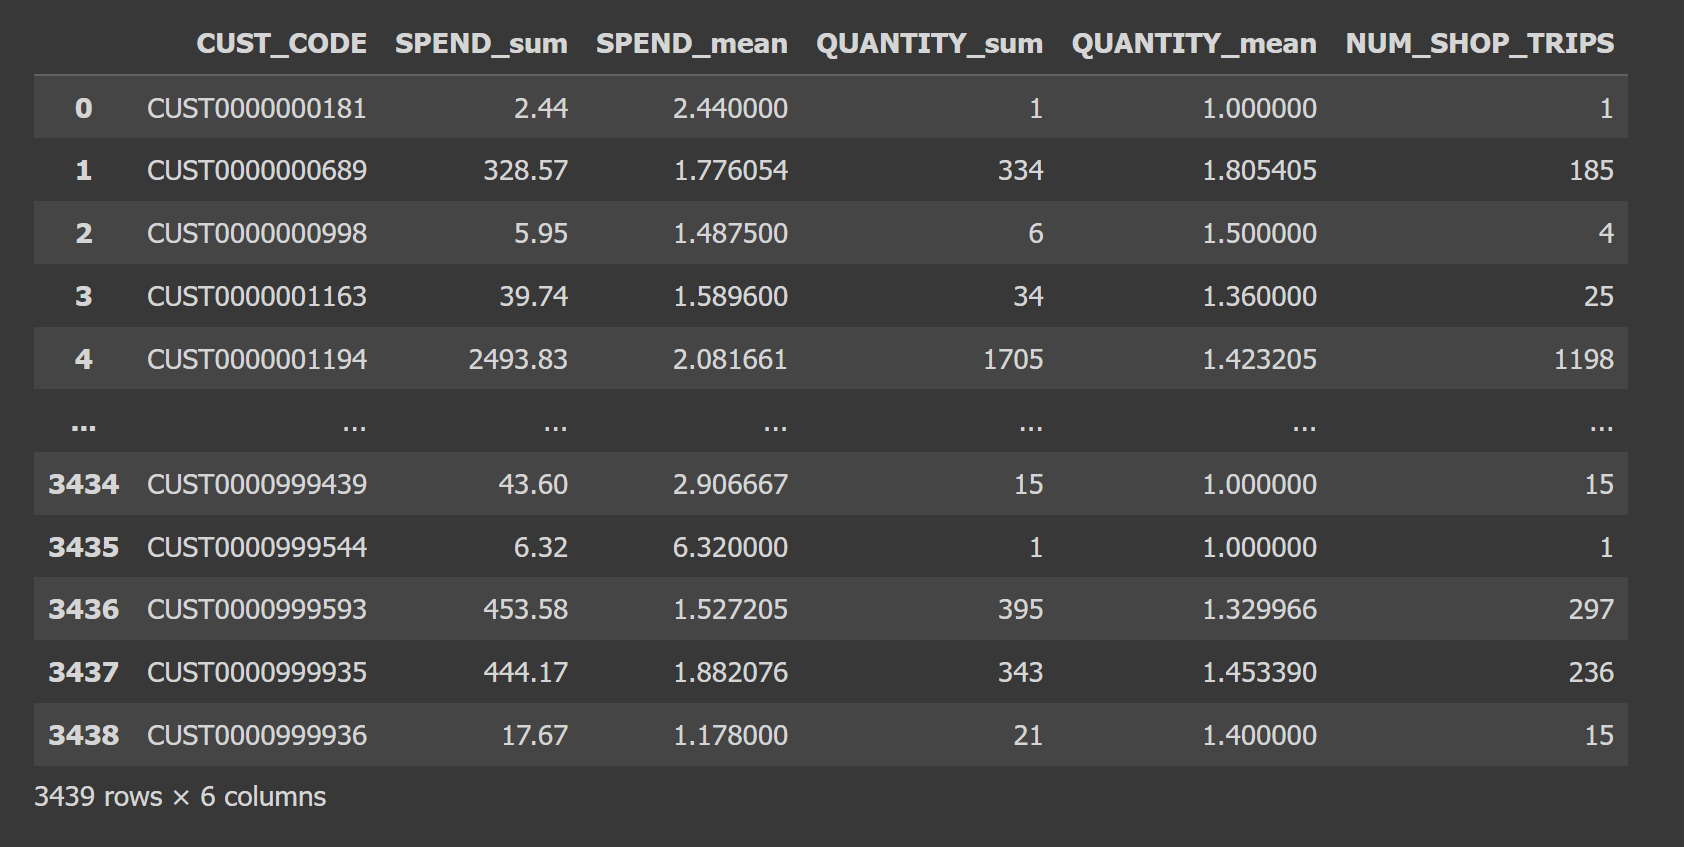 CUST_CODE SPEND_sum SPEND_mean QUANTITY_sum QUANTITY_mean NUM_SHOP_TRIPS
0 CUST0000000181 2.44 2.440000 1 1.000000 1
1 CUST0000000689 328.57 1.776054 334 1.805405 185
2 CUST0000000998 5.95 1.487500 6 1.500000 4
3 CUST0000001163 39.74 1.589600 34 1.360000 25
4 CUST0000001194 2493.83 2.081661 1705 1.423205 1198
... ... ... ... ... ... ...
3434 CUST0000999439 43.60 2.906667 15 1.000000 15
3435 CUST0000999544 6.32 6.320000 1 1.000000 1
3436 CUST0000999593 453.58 1.527205 395 1.329966 297
3437 CUST0000999935 444.17 1.882076 343 1.453390 236
3438 CUST0000999936 17.67 1.178000 21 1.400000 15
3439 rows × 6 columns